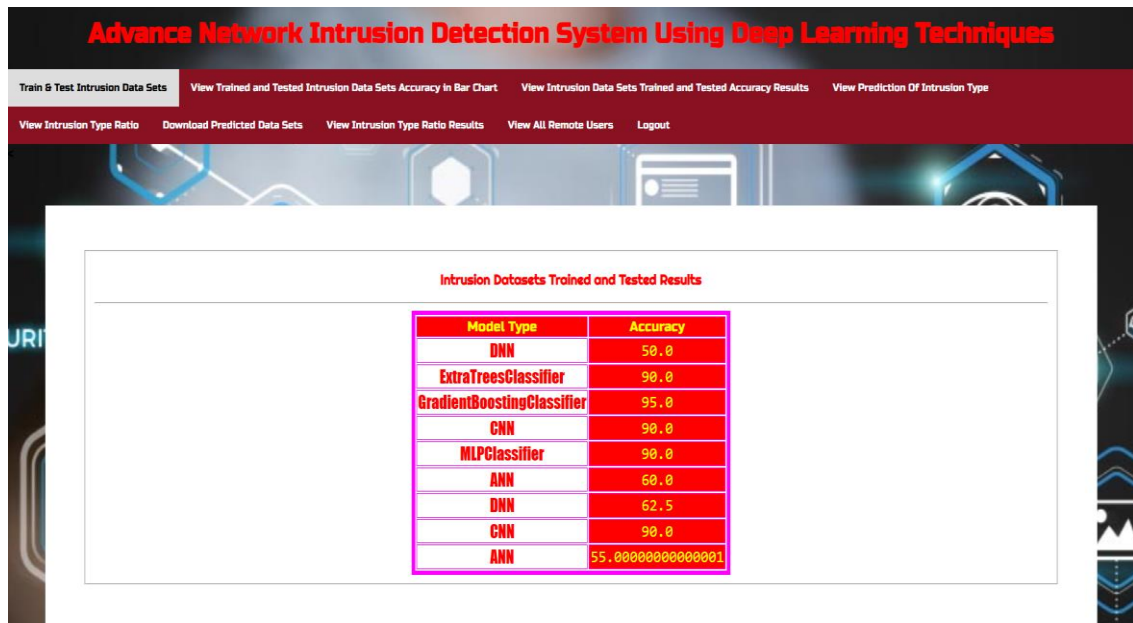 Advance Network Intrusion Detection System Using Deep Learning Techniques
Train & Test Intrusion Data Sets View Trained and Tested Intrusion Data Sets Accuracy in Bar Chart View Intrusion Data Sets Trained and Tested Accuracy Results View Prediction Of Intrusion Type
View Intrusion Type Ratio Download Predicted Data Sets View Intrusion Type Ratio Results View All Remote Users Logout
<
Intrusion Datasets Trained and Tested Results
Model Type Accuracy
DNN 50.0
ExtraTreesClassifier 90.0
URI
GradientBoostingClassifier 95.0
CNN 90.0
MLPClassifier 90.0
ANN 60.0
DNN 62.5
CNN 90.0
ANN 55.00000000000001